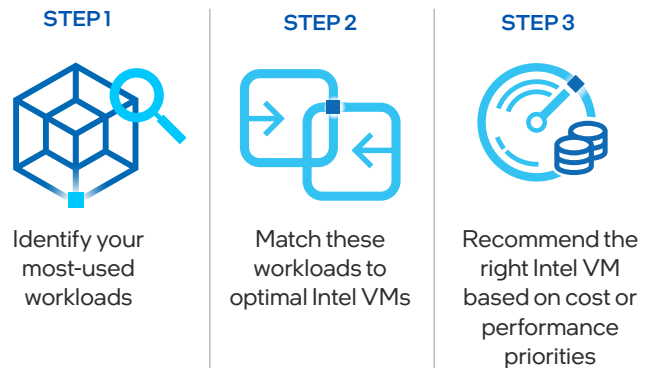 STEP 1
Identify your
most-used
workloads
STEP 2
Match these
workloads to
optimal Intel VMs
STEP 3
Recommend the
right Intel VM
based on cost or
performance
priorities